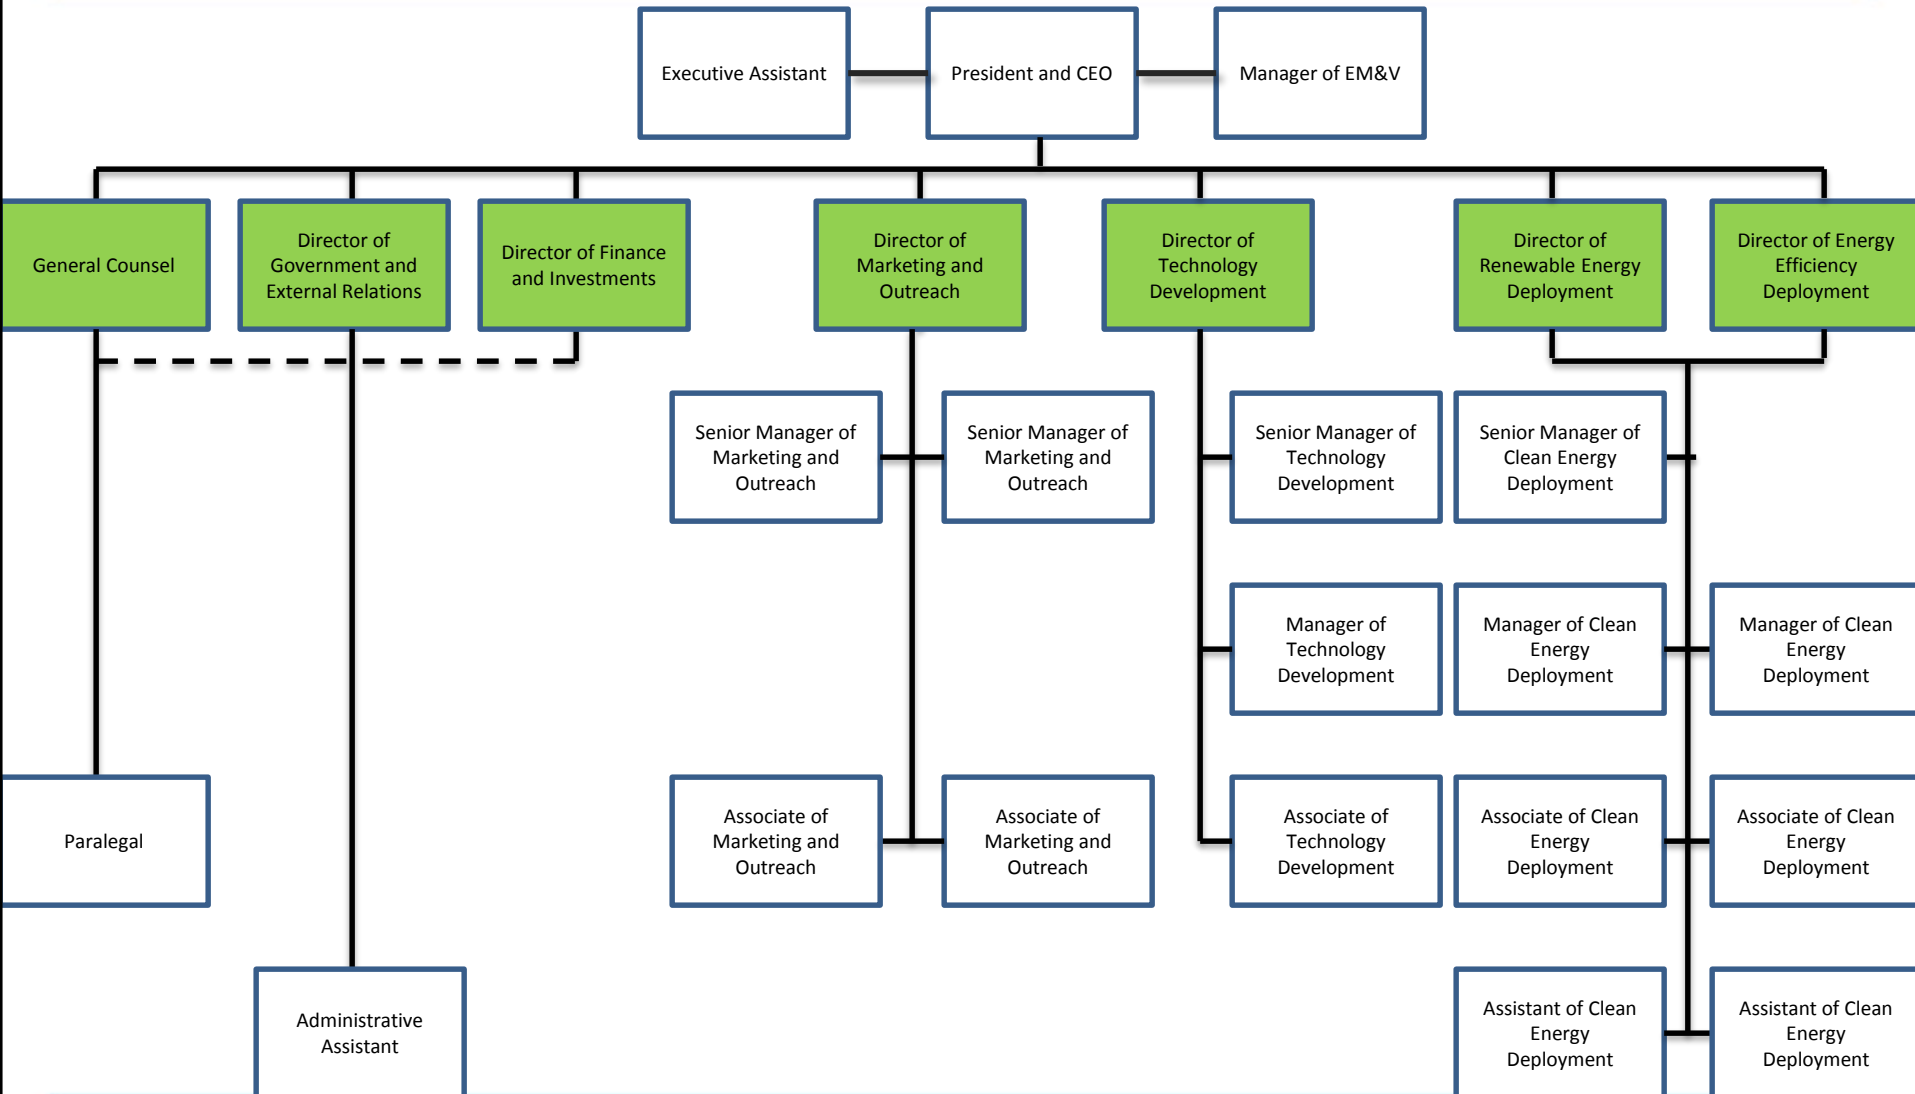 Executive Assistant
President and CEO
Manager of EM&V
General Counsel
Director of
Government and
External Relations
Director of Finance
and Investments
Director of
Marketing and
Outreach
Director of
Technology
Development
Director of
Renewable Energy
Deployment
Director of Energy
Efficiency
Deployment
Senior Manager of
Marketing and
Outreach
Senior Manager of
Marketing and
Outreach
Senior Manager of
Technology
Development
Senior Manager of
Clean Energy
Deployment
Manager of
Technology
Development
Manager of Clean
Energy
Deployment
Manager of Clean
Energy
Deployment
Paralegal
Associate of
Marketing and
Outreach
Associate of
Marketing and
Outreach
Associate of
Technology
Development
Associate of Clean
Energy
Deployment
Associate of Clean
Energy
Deployment
Administrative
Assistant
Assistant of Clean
Energy
Deployment
Assistant of Clean
Energy
Deployment